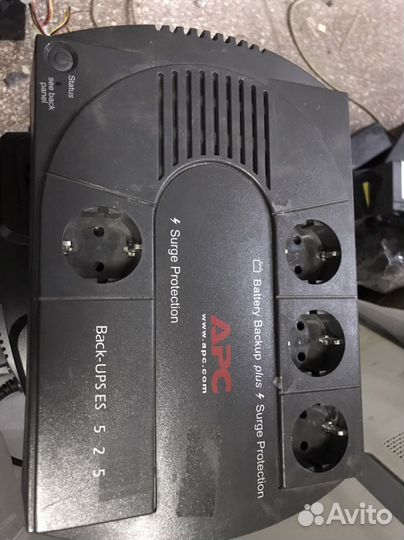 Status
see back
panel
Surge Protection
Battery Backup plus Surge Protection
APC
www.apc.com
Back-UPS ES 525
Avito